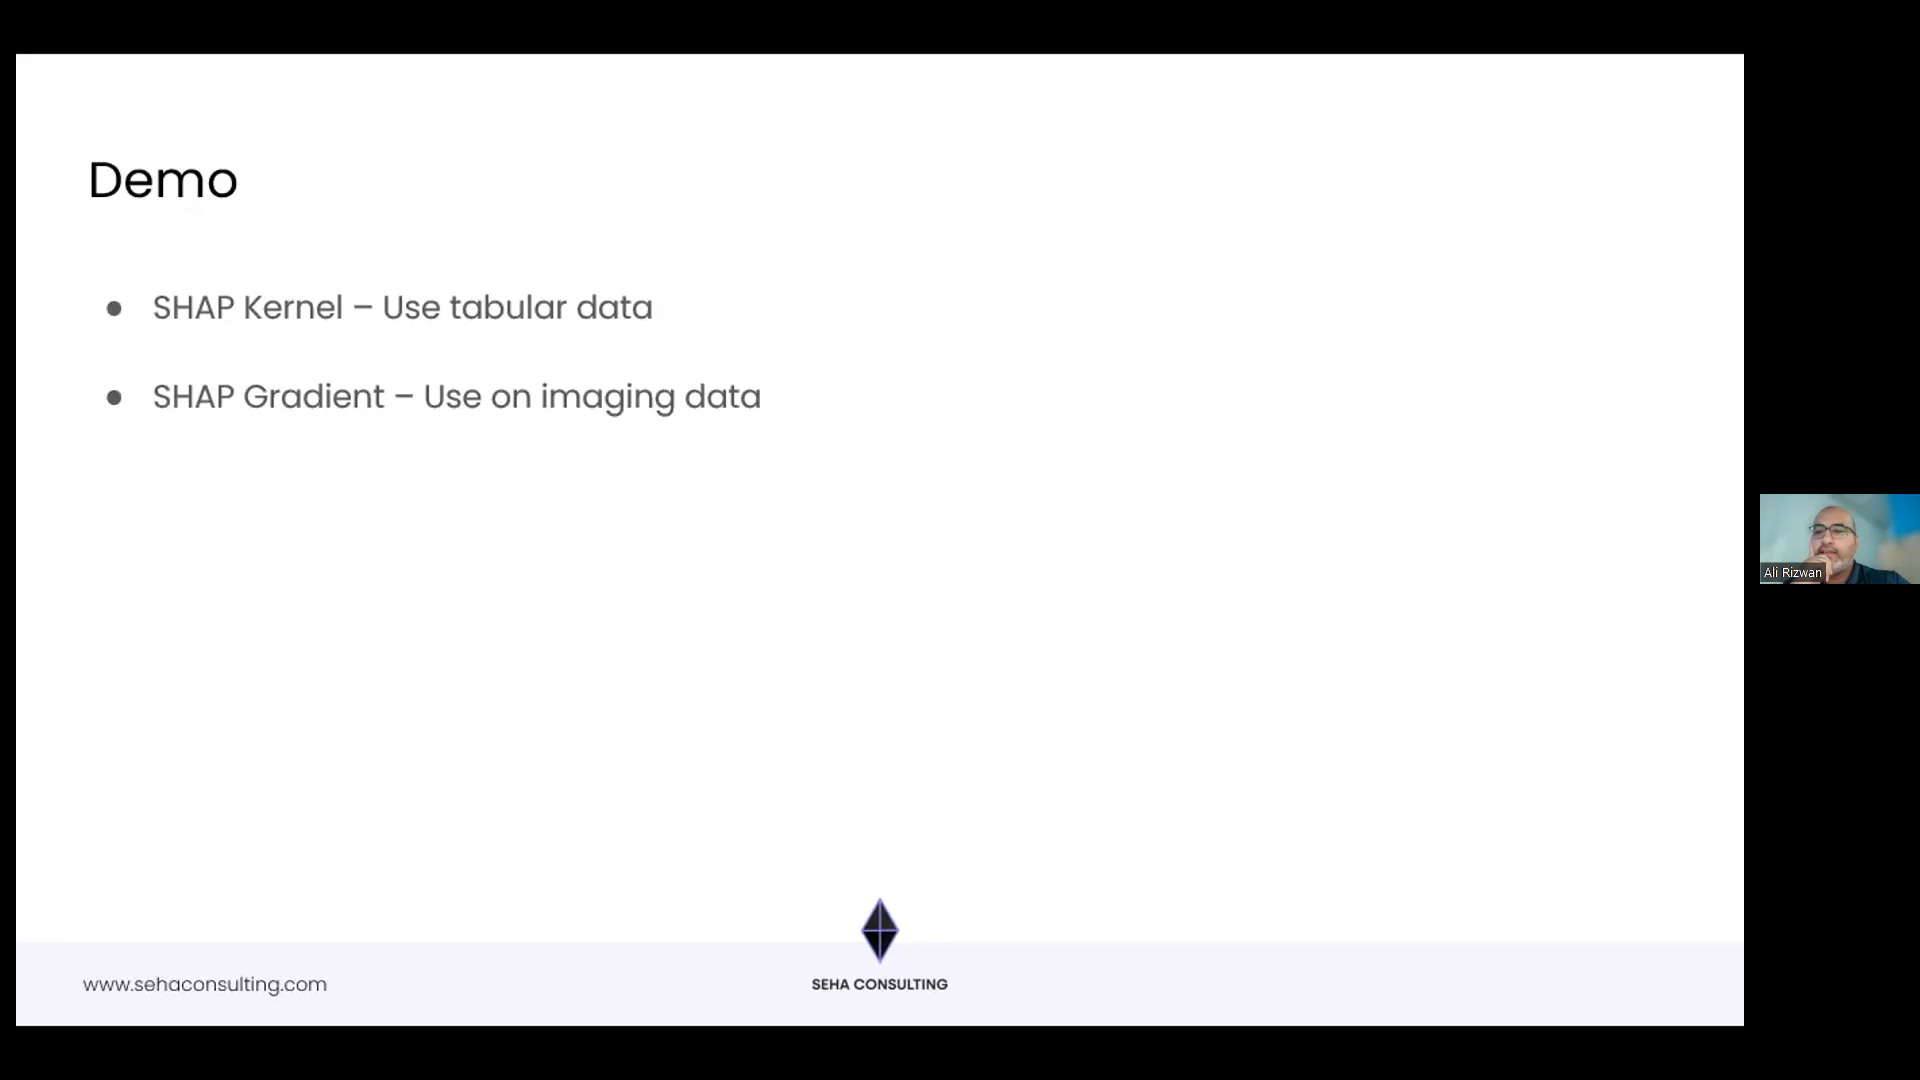 Demo
● SHAP Kernel – Use tabular data
● SHAP Gradient – Use on imaging data
Ali Rizwan
www.sehaconsulting.com
SEHA CONSULTING